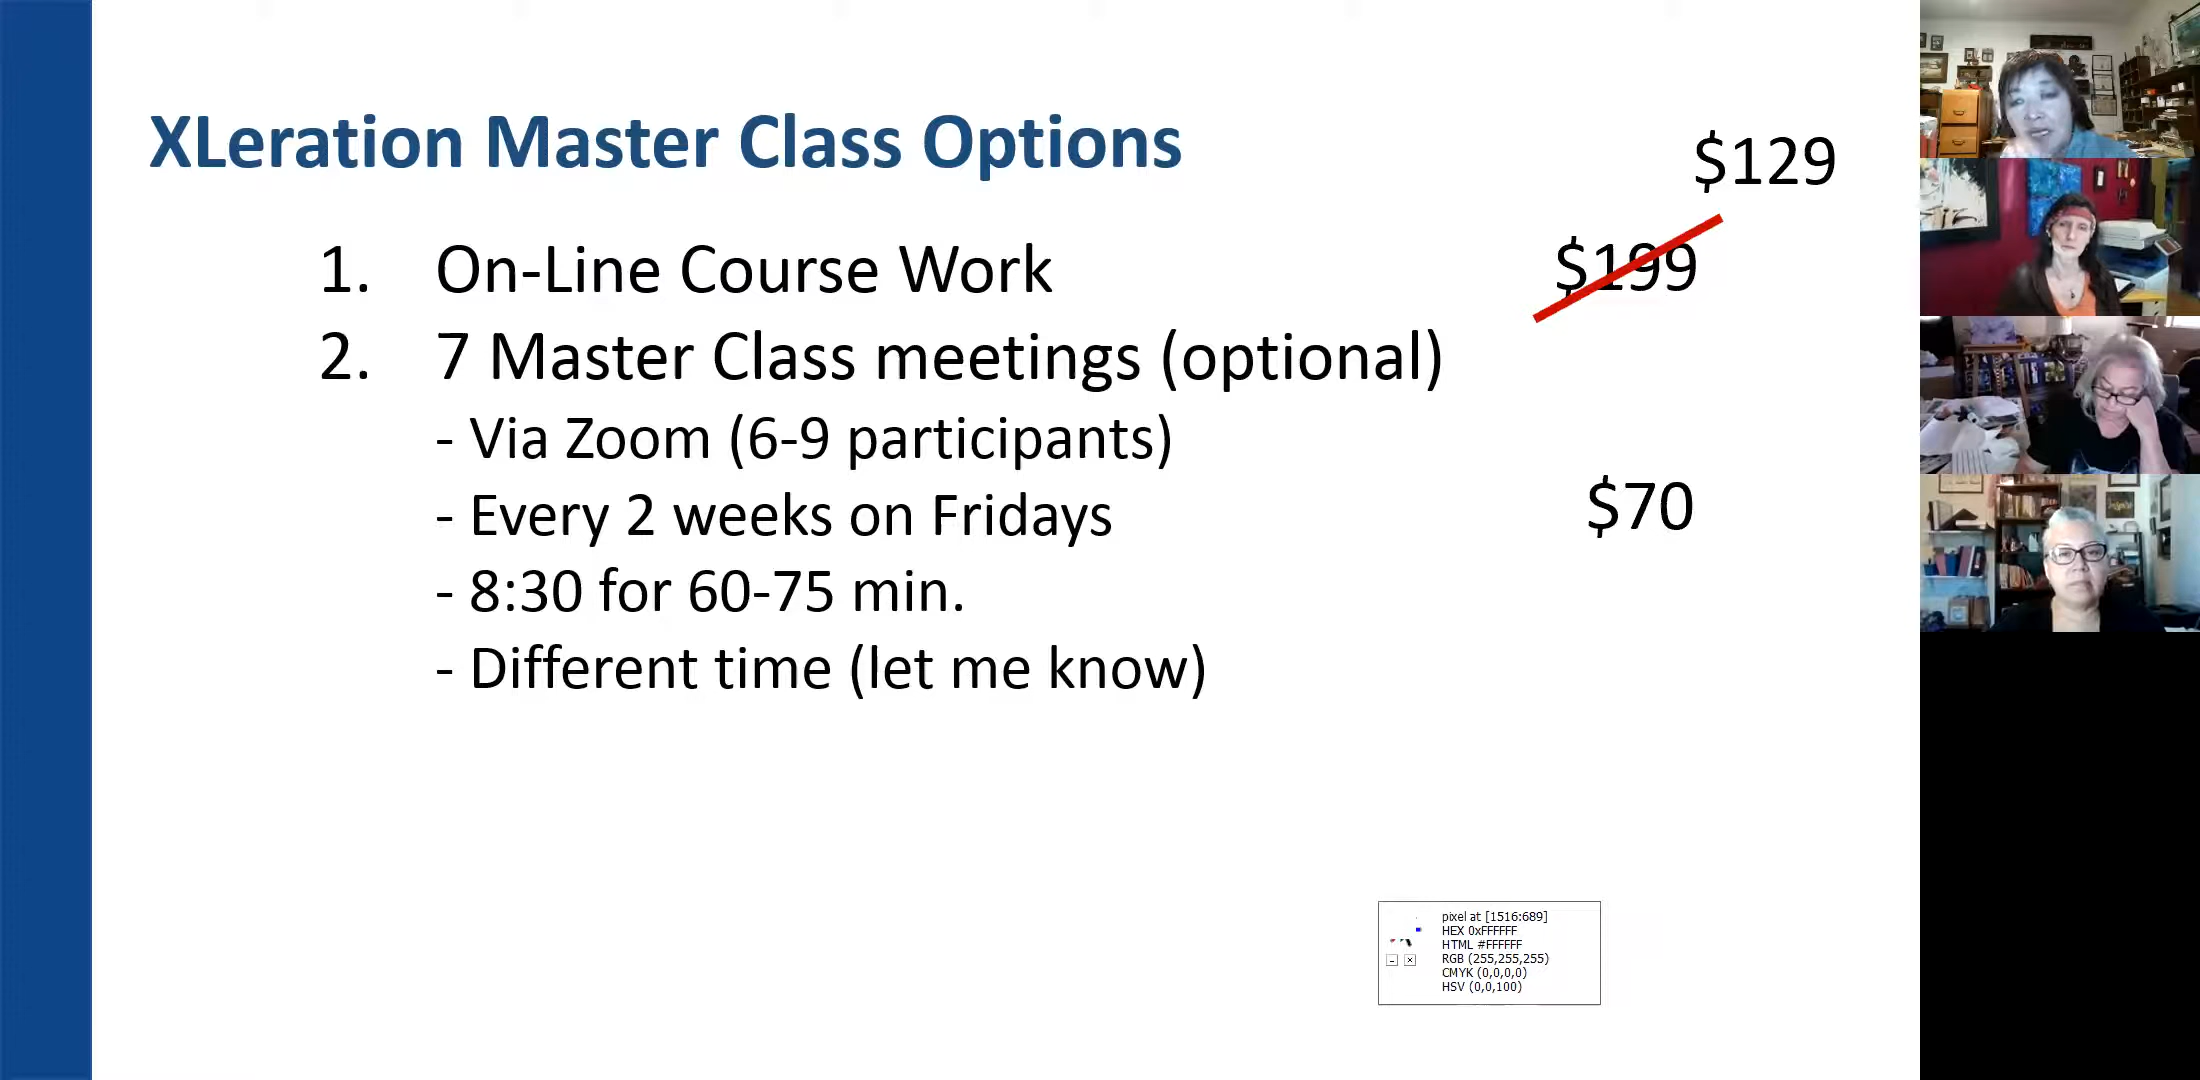 XLeration Master Class Options
$129
1. On-Line Course Work
$199
2. 7 Master Class meetings (optional)
- Via Zoom (6-9 participants)
- Every 2 weeks on Fridays
$70
- 8:30 for 60-75 min.
- Different time (let me know)
pixel at [1516:689]
HEX 0xFFFFFF
HTML #FFFFFF
RGB (255,255,255)
CMYK (0,0,0,0)
HSV (0,0,100)